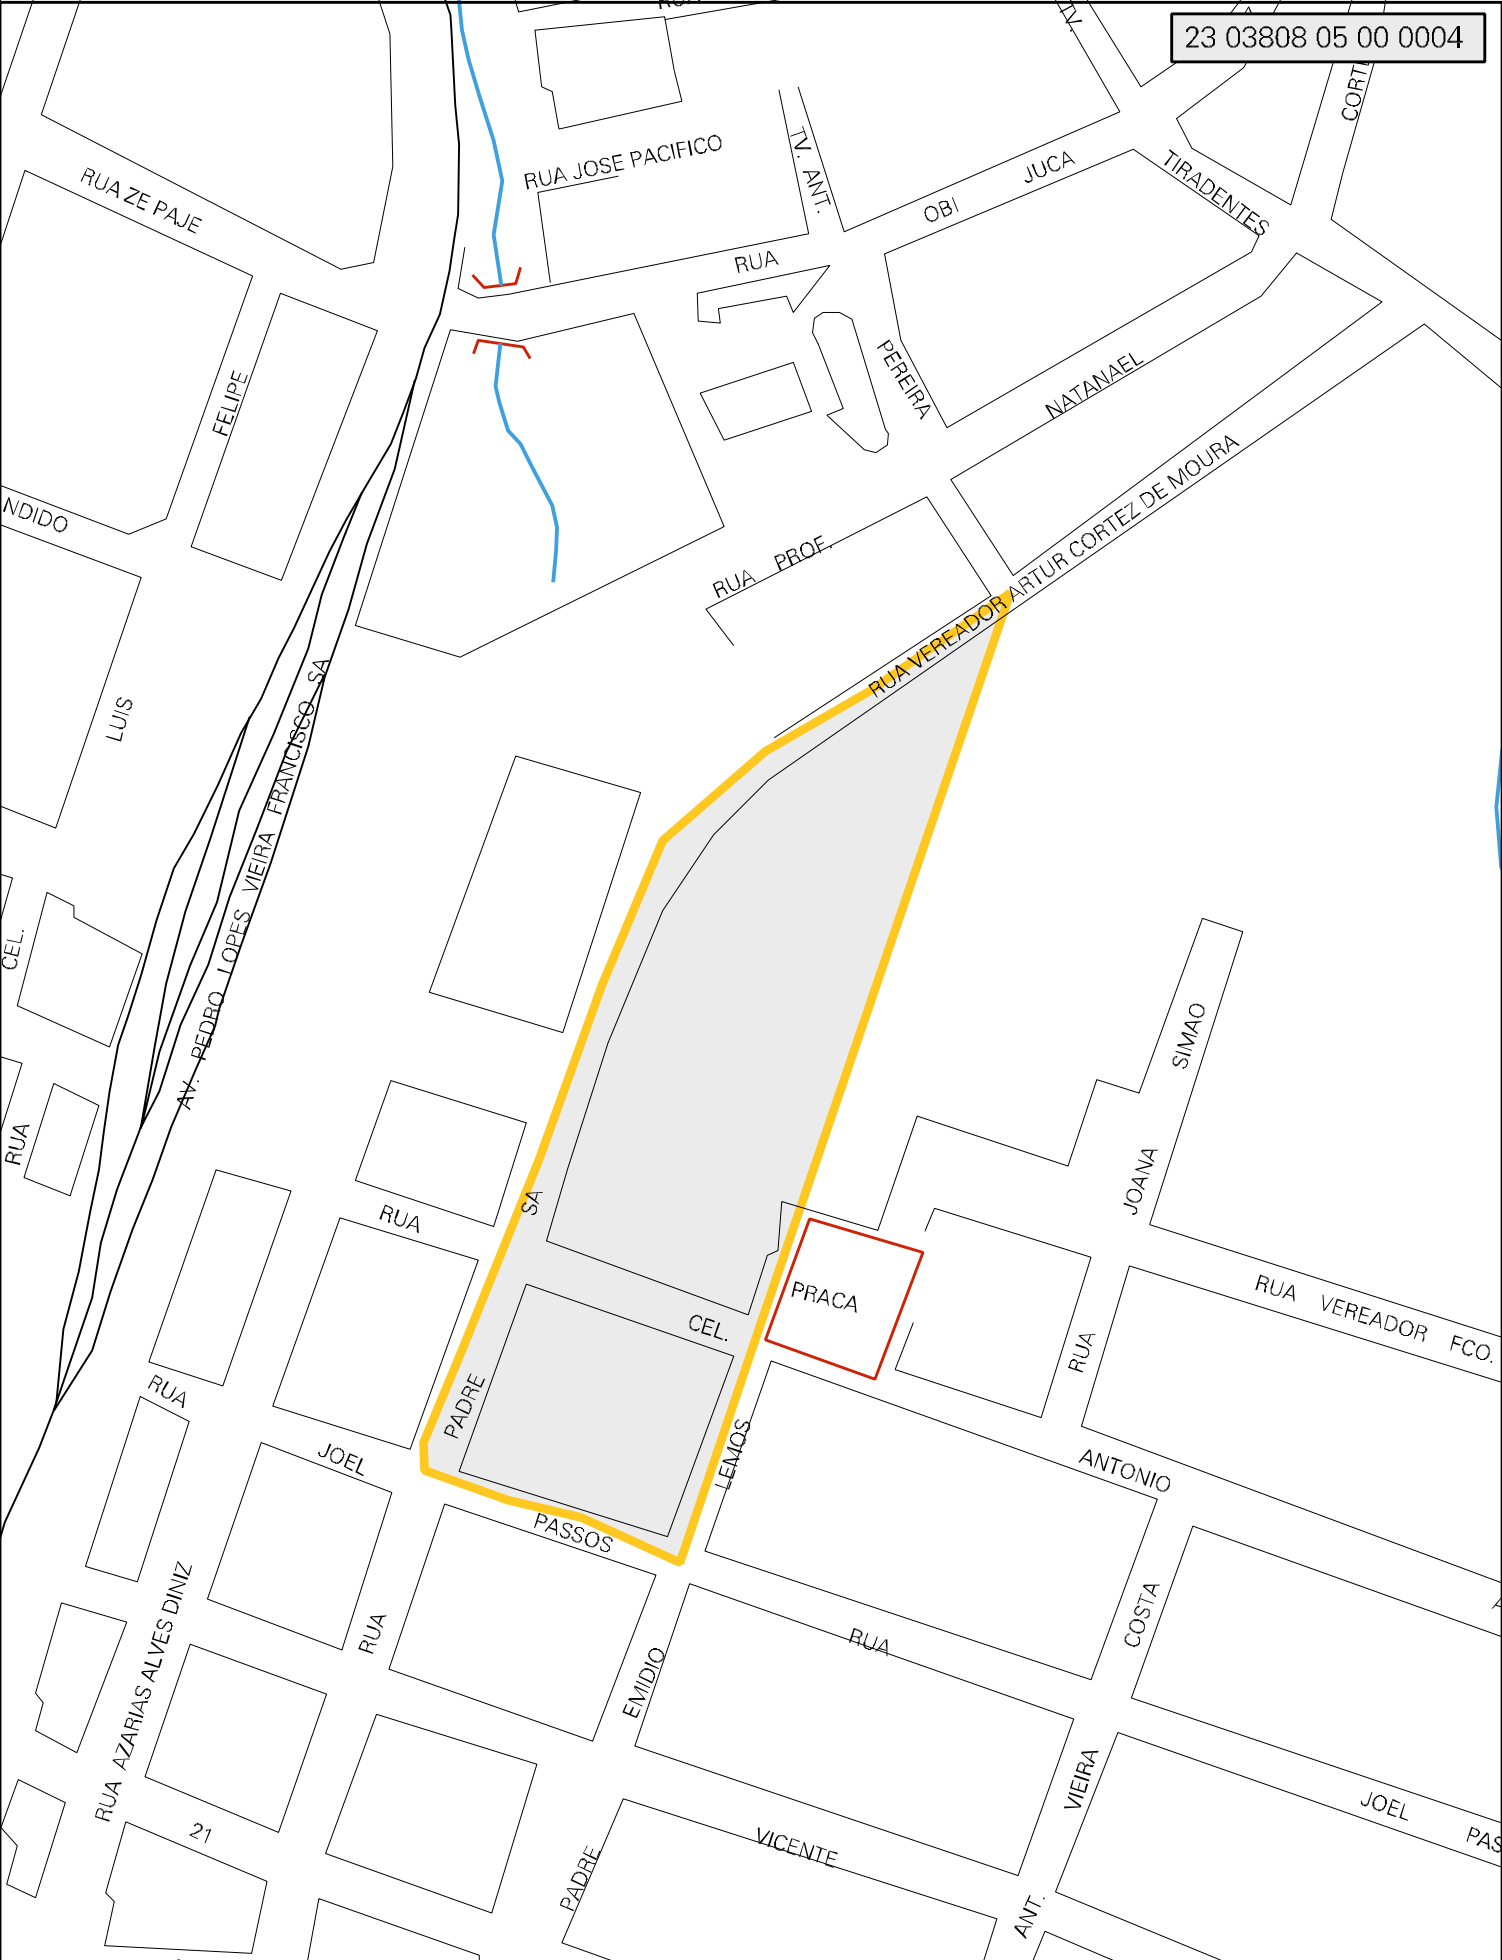 23 03808 05 00 0004
TV.
CORTE
RUA JOSE PACIFICO
TV. ANT.
JUCA
TIRADENTES
RUA ZE PAJE
OBI
RUA
PEREIRA
NATANAEL
FELIPE
NDIDO
RUA PROF.
RUA VEREADOR ARTUR CORTEZ DE MOURA
LUIS
AV. PEDRO LOPES VIEIRA FRANCISCO SA
CEL.
RUA
SIMAO
JOANA
RUA
SA
RUA
PRACA
CEL.
RUA VEREADOR FCO.
RUA
RUA
PADRE
JOEL
LEMOS
ANTONIO
PASSOS
RUA AZARIAS ALVES DINIZ
RUA
EMIDIO
RUA
COSTA
A
VIEIRA
JOEL
PAS
21
VICENTE
PADRE
ANT.